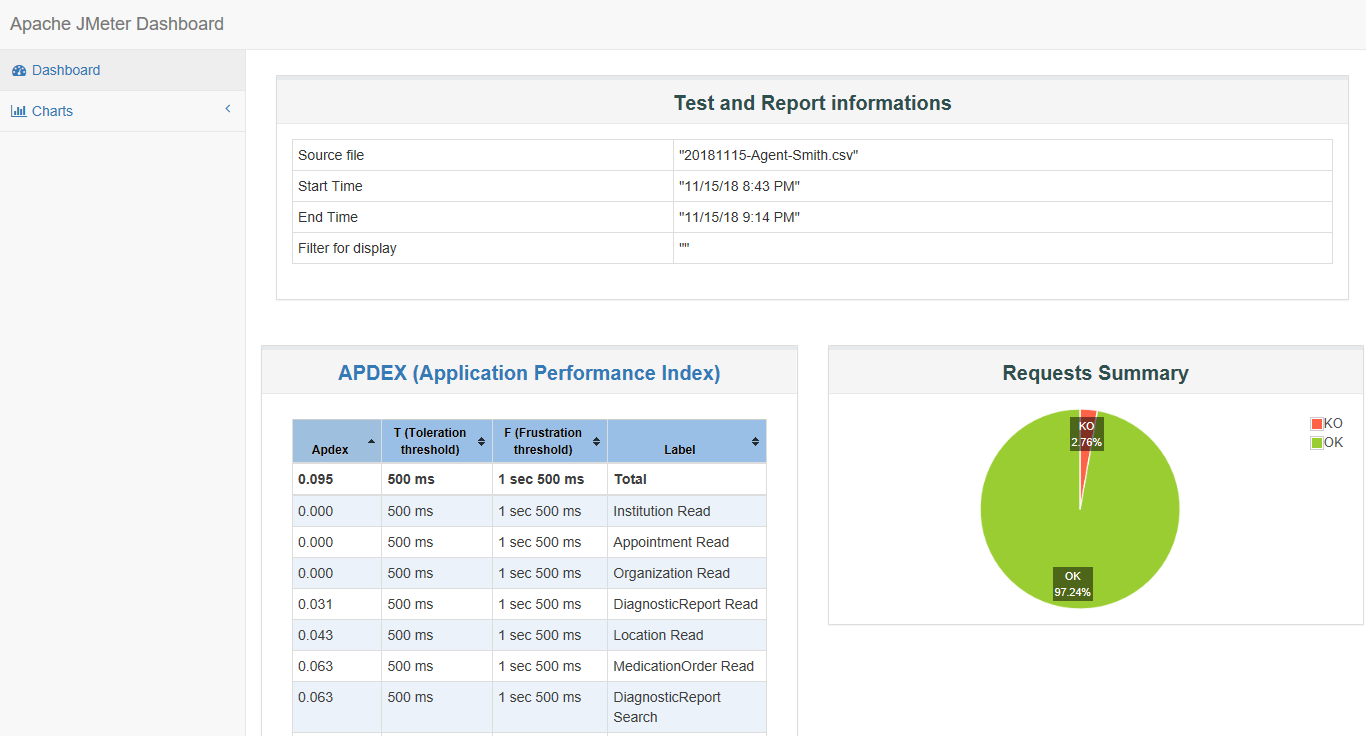 Apache JMeter Dashboard
Dashboard
Charts
Test and Report informations
Source file "20181115-Agent-Smith.csv"
Start Time "11/15/18 8:43 PM"
End Time "11/15/18 9:14 PM"
Filter for display ""
APDEX (Application Performance Index)
Apdex T (Toleration threshold) F (Frustration threshold) Label
0.095 500 ms 1 sec 500 ms Total
0.000 500 ms 1 sec 500 ms Institution Read
0.000 500 ms 1 sec 500 ms Appointment Read
0.000 500 ms 1 sec 500 ms Organization Read
0.031 500 ms 1 sec 500 ms DiagnosticReport Read
0.043 500 ms 1 sec 500 ms Location Read
0.063 500 ms 1 sec 500 ms MedicationOrder Read
0.063 500 ms 1 sec 500 ms DiagnosticReport
Search
Requests Summary
KO
2.76%
OK
97.24%
KO
OK